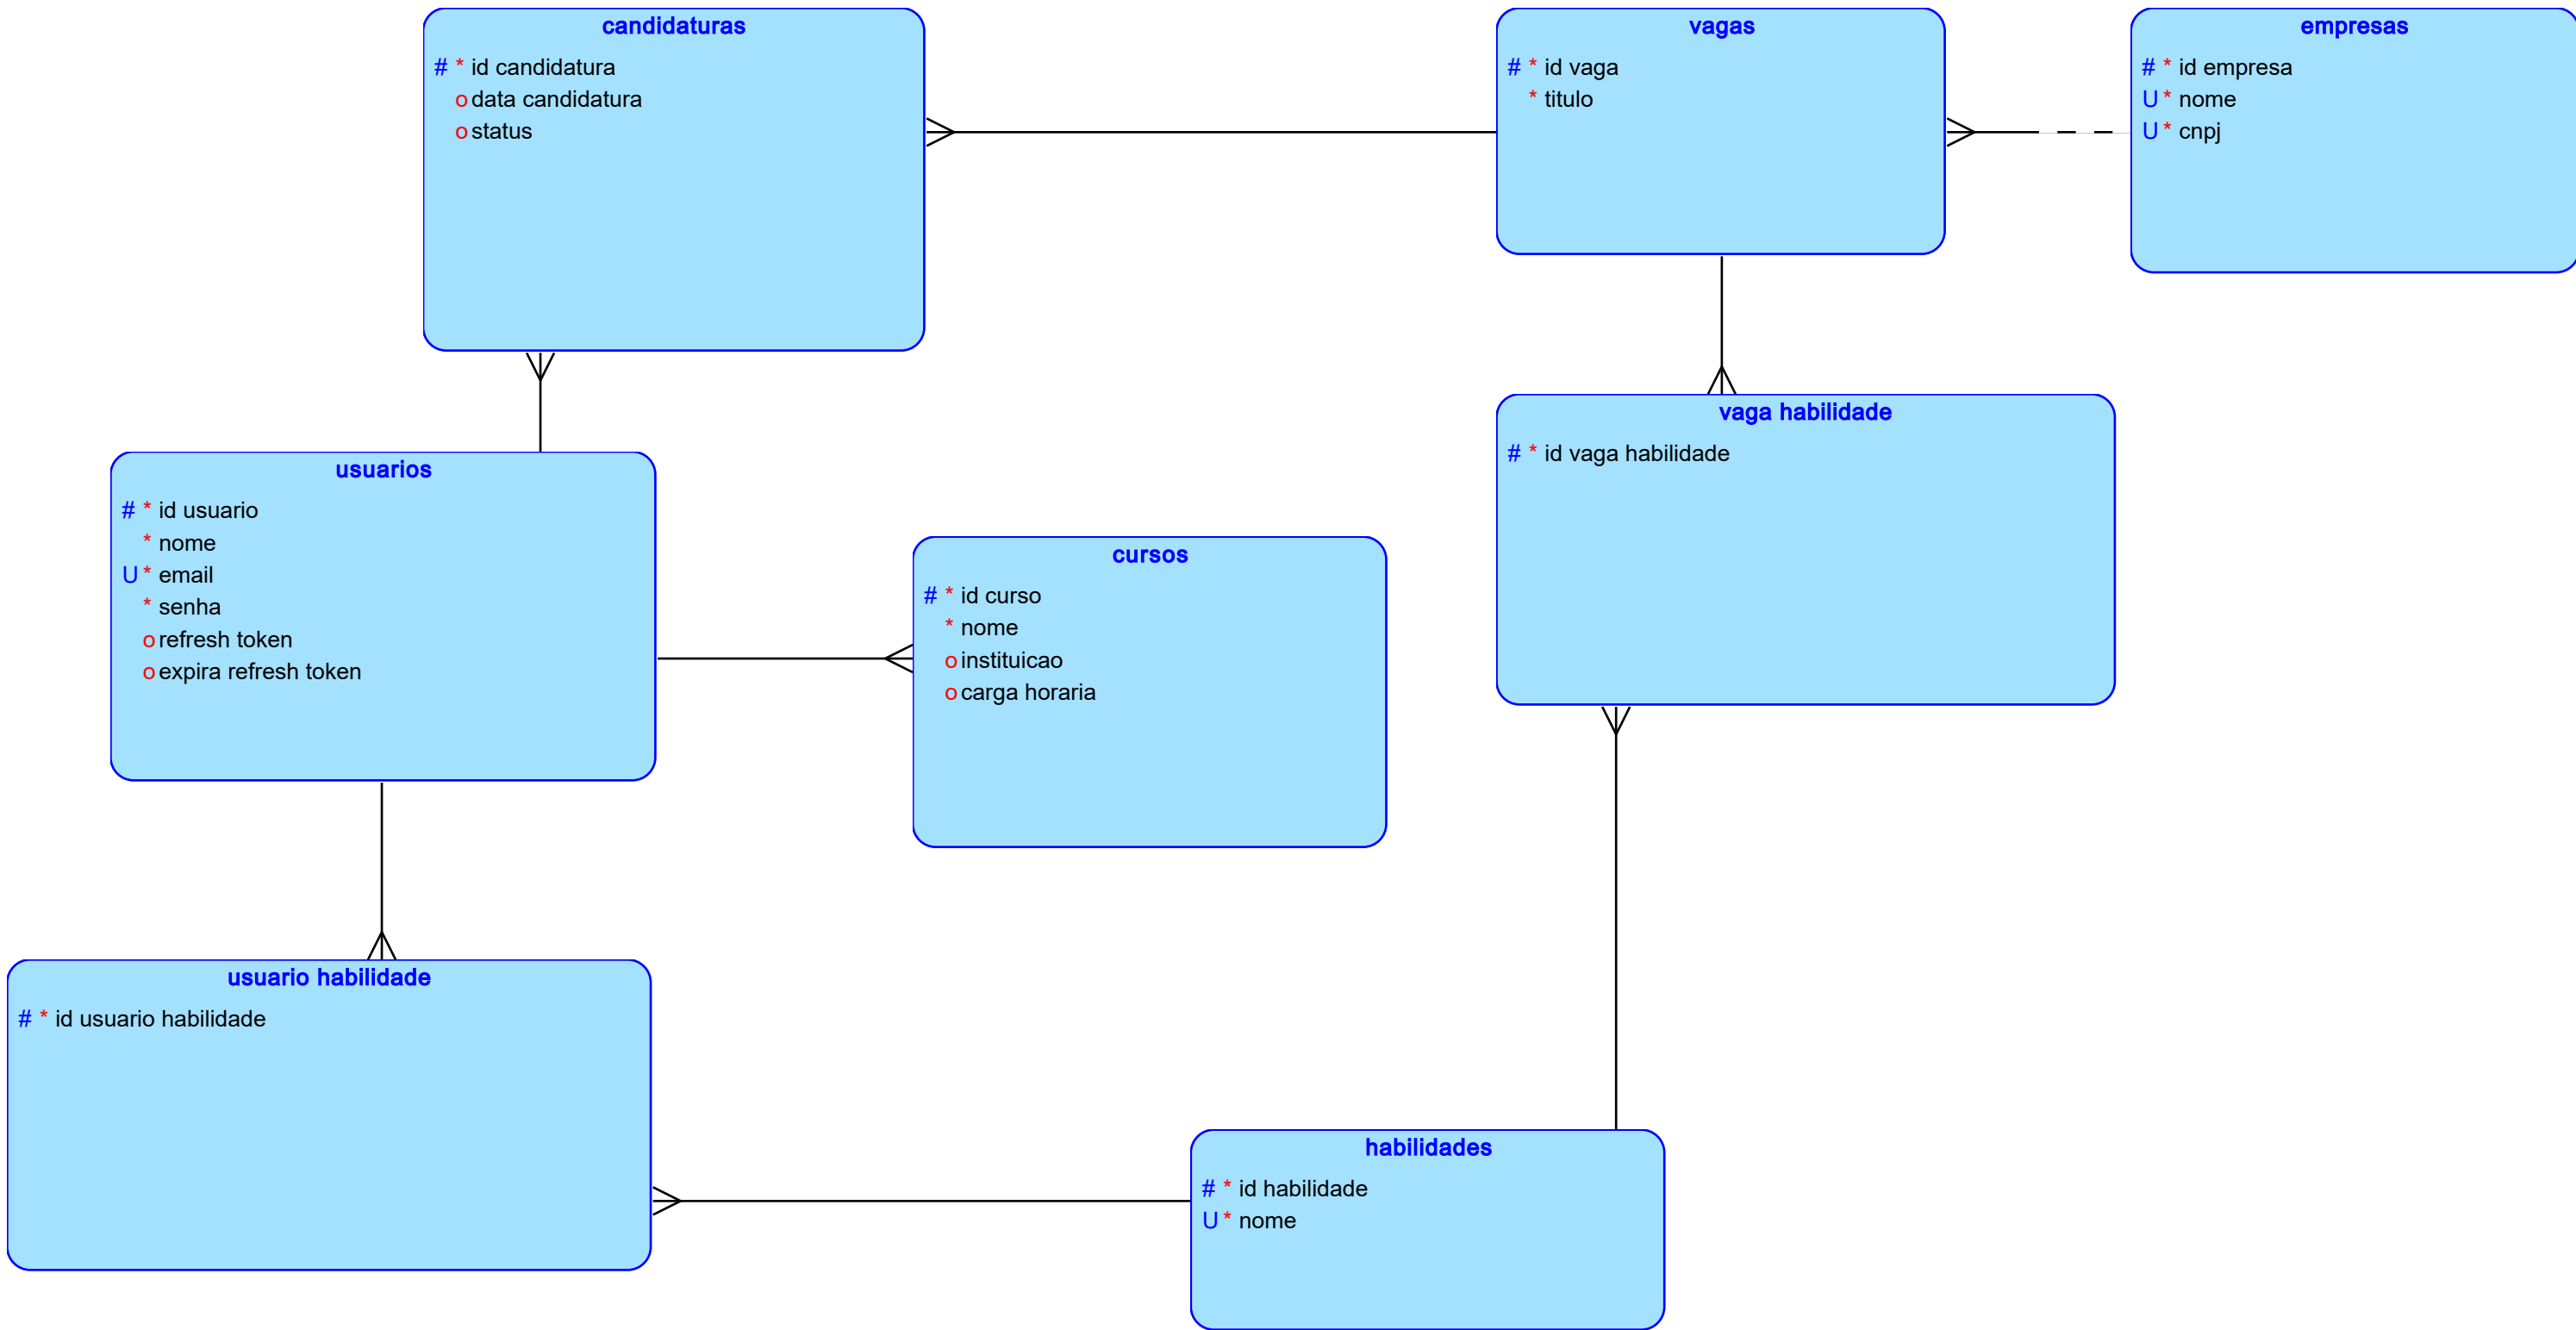 candidaturas
# * id candidatura
o data candidatura
o status
vagas
# * id vaga
* titulo
empresas
# * id empresa
U * nome
U * cnpj
usuarios
# * id usuario
* nome
U * email
* senha
o refresh token
o expira refresh token
cursos
# * id curso
* nome
o instituicao
o carga horaria
vaga habilidade
# * id vaga habilidade
usuario habilidade
# * id usuario habilidade
habilidades
# * id habilidade
U * nome